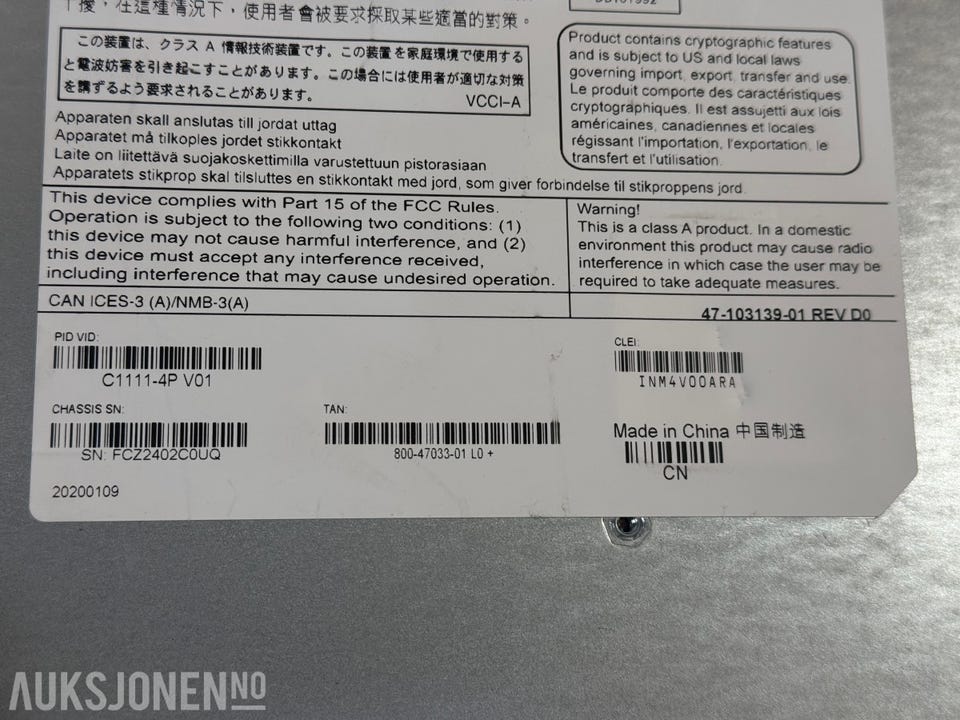 干擾，在這種情況下，使用者會被要求採取某些適當的對策。
この装置は、クラス A 情報技術装置です。この装置を家庭環境で使用する
と電波妨害を引き起こすことがあります。この場合には使用者が適切な対策
を講ずるよう要求されることがあります。
VCCI-A
Product contains cryptographic features
and is subject to US and local laws
governing import, export, transfer and use.
Le produit comporte des caractéristiques
cryptographiques. Il est assujetti aux lois
américaines, canadiennes et locales
régissant l'importation, l'exportation, le
transfert et l'utilisation.
Apparaten skall anslutas till jordat uttag
Apparatet må tilkoples jordet stikkontakt
Laite on liitettävä suojakoskettimilla varustettuun pistorasiaan
Apparatets stikprop skal tilsluttes en stikkontakt med jord, som giver forbindelse til stikproppens jord.
This device complies with Part 15 of the FCC Rules.
Operation is subject to the following two conditions: (1)
this device may not cause harmful interference, and (2)
this device must accept any interference received,
including interference that may cause undesired operation.
Warning!
This is a class A product. In a domestic
environment this product may cause radio
interference in which case the user may be
required to take adequate measures.
CAN ICES-3 (A)/NMB-3(A)
47-103139-01 REV D0
PID VID:
C1111-4P V01
CLEI:
INM4V00ARA
CHASSIS SN:
SN: FCZ2402C0UQ
TAN:
800-47033-01 L0 +
Made in China 中国制造
CN
20200109
AUKSJONEN NO